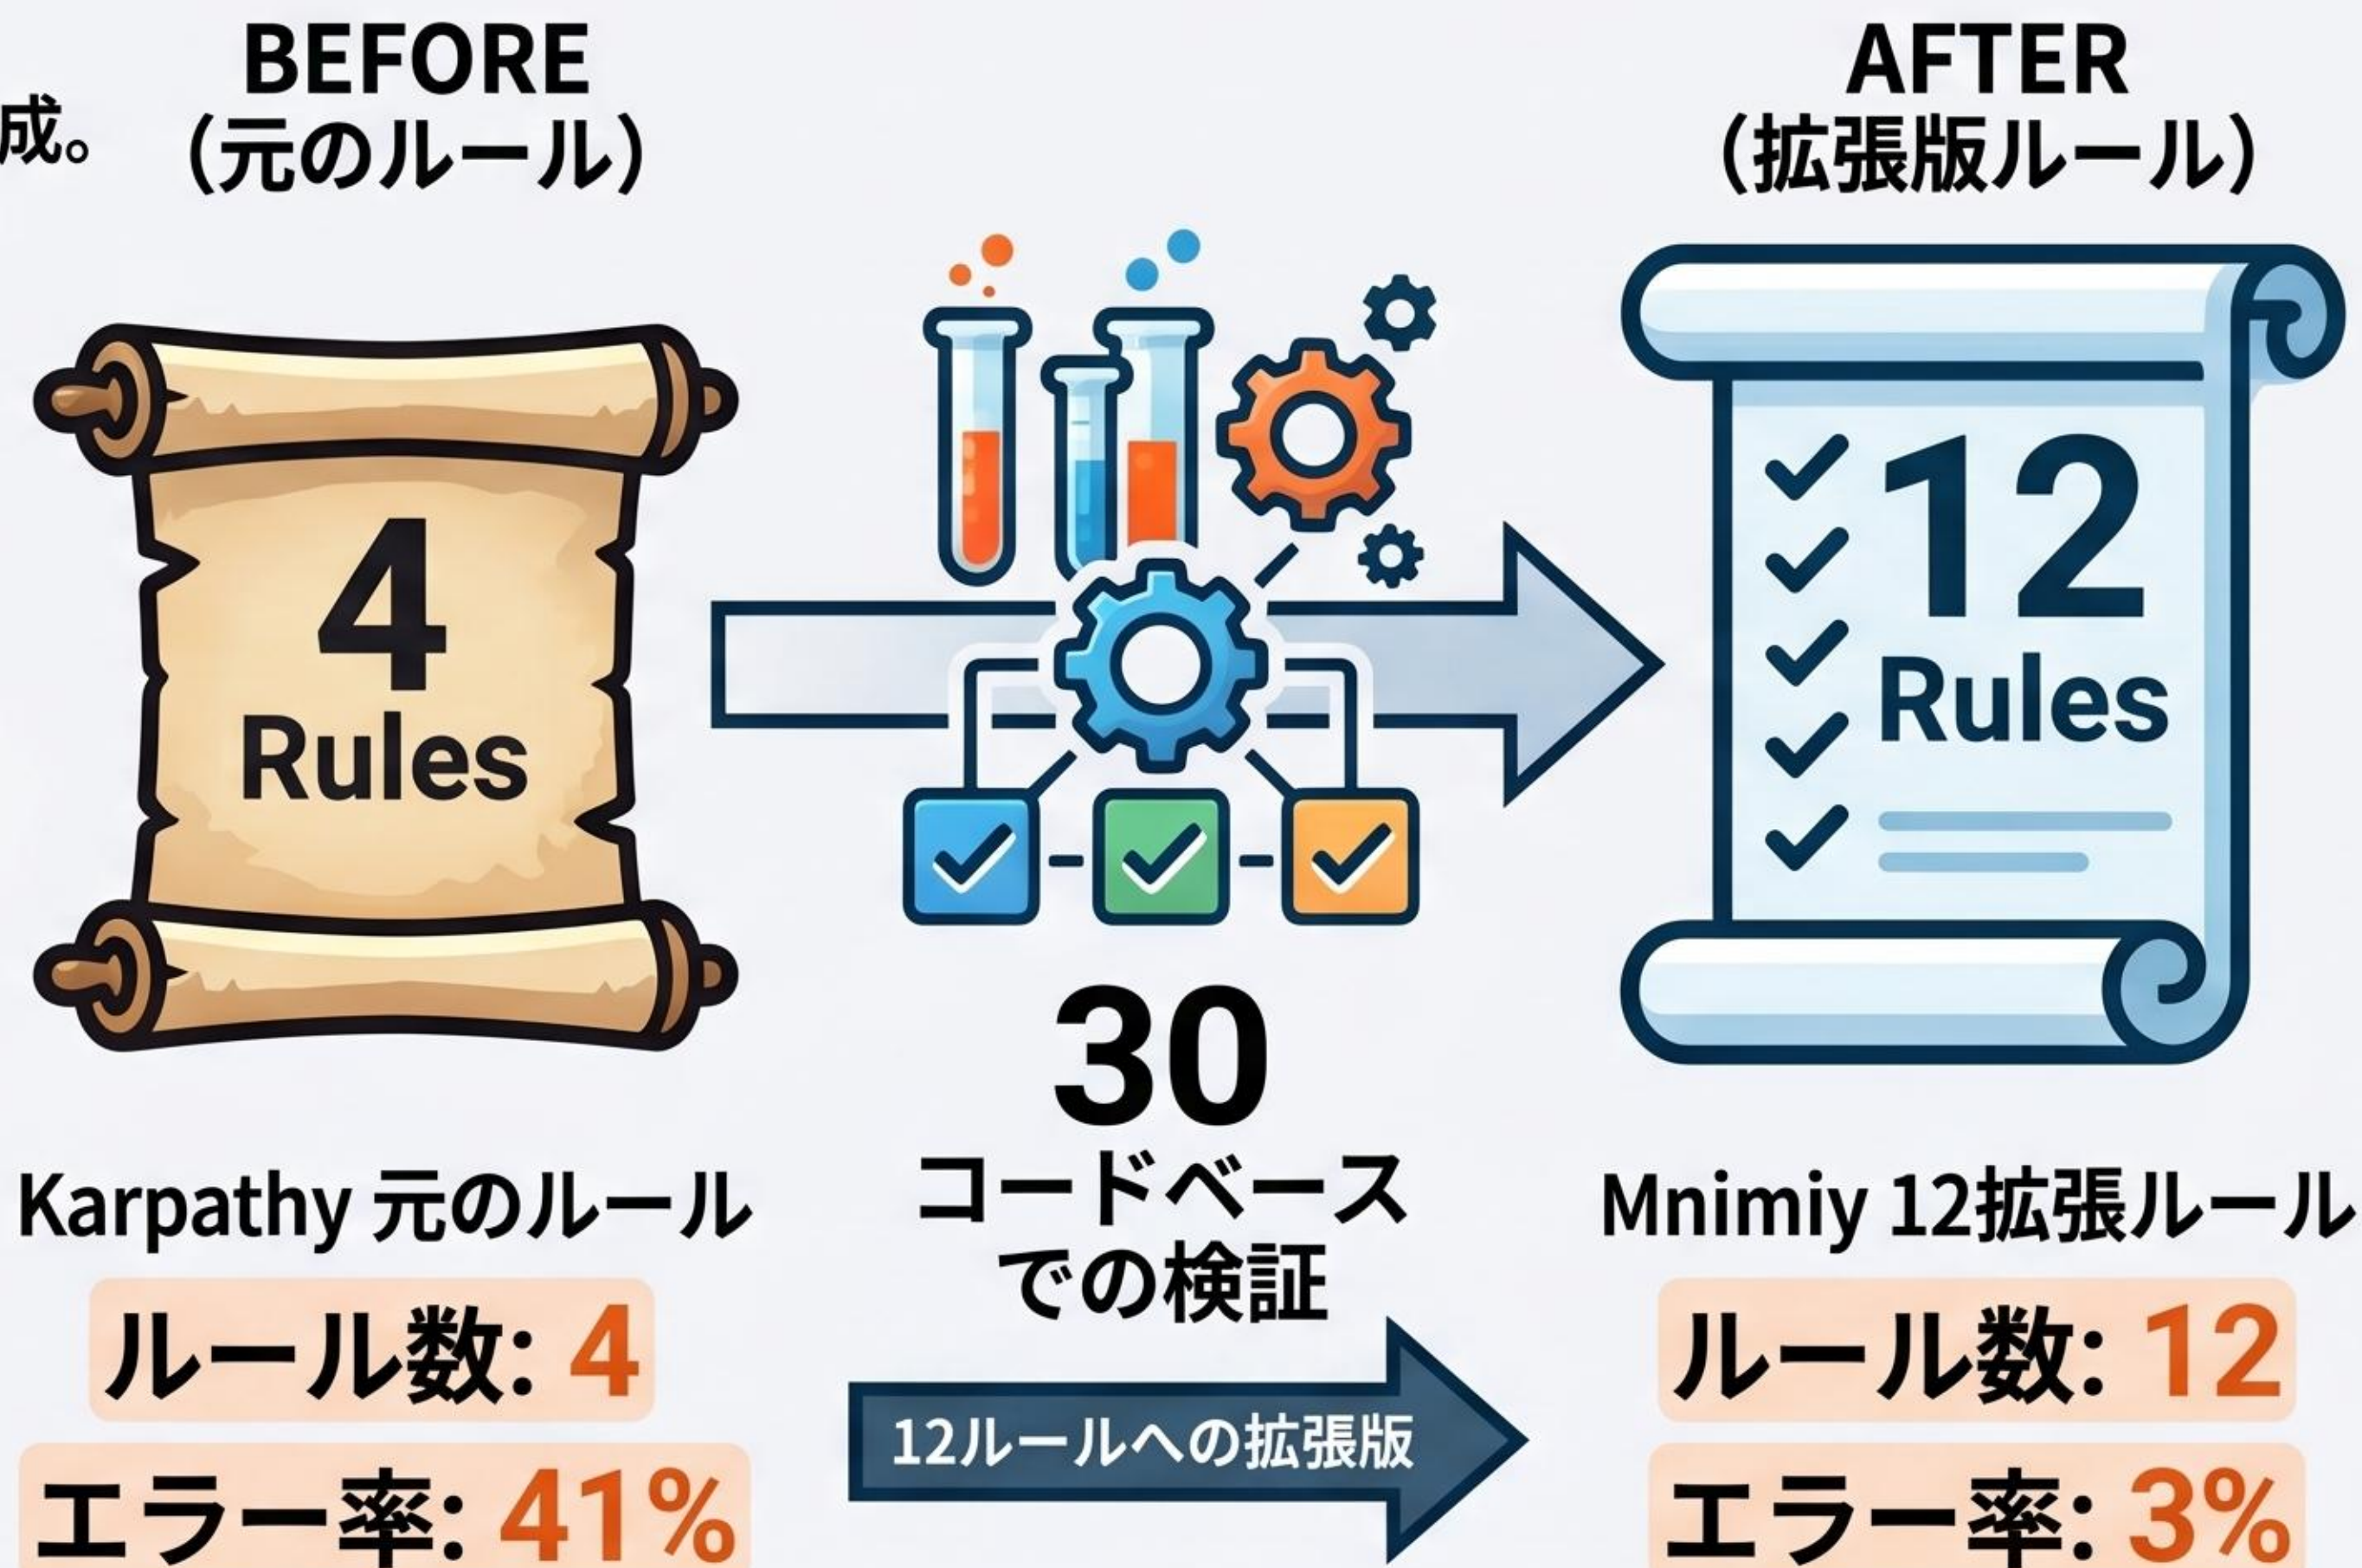 成。
BEFORE
（元のルール）
4
Rules
Karpathy 元のルール
ルール数: 4
エラー率: 41%
30
コードベース
での検証
12ルールへの拡張版
AFTER
（拡張版ルール）
12
Rules
Mnimiy 12拡張ルール
ルール数: 12
エラー率: 3%